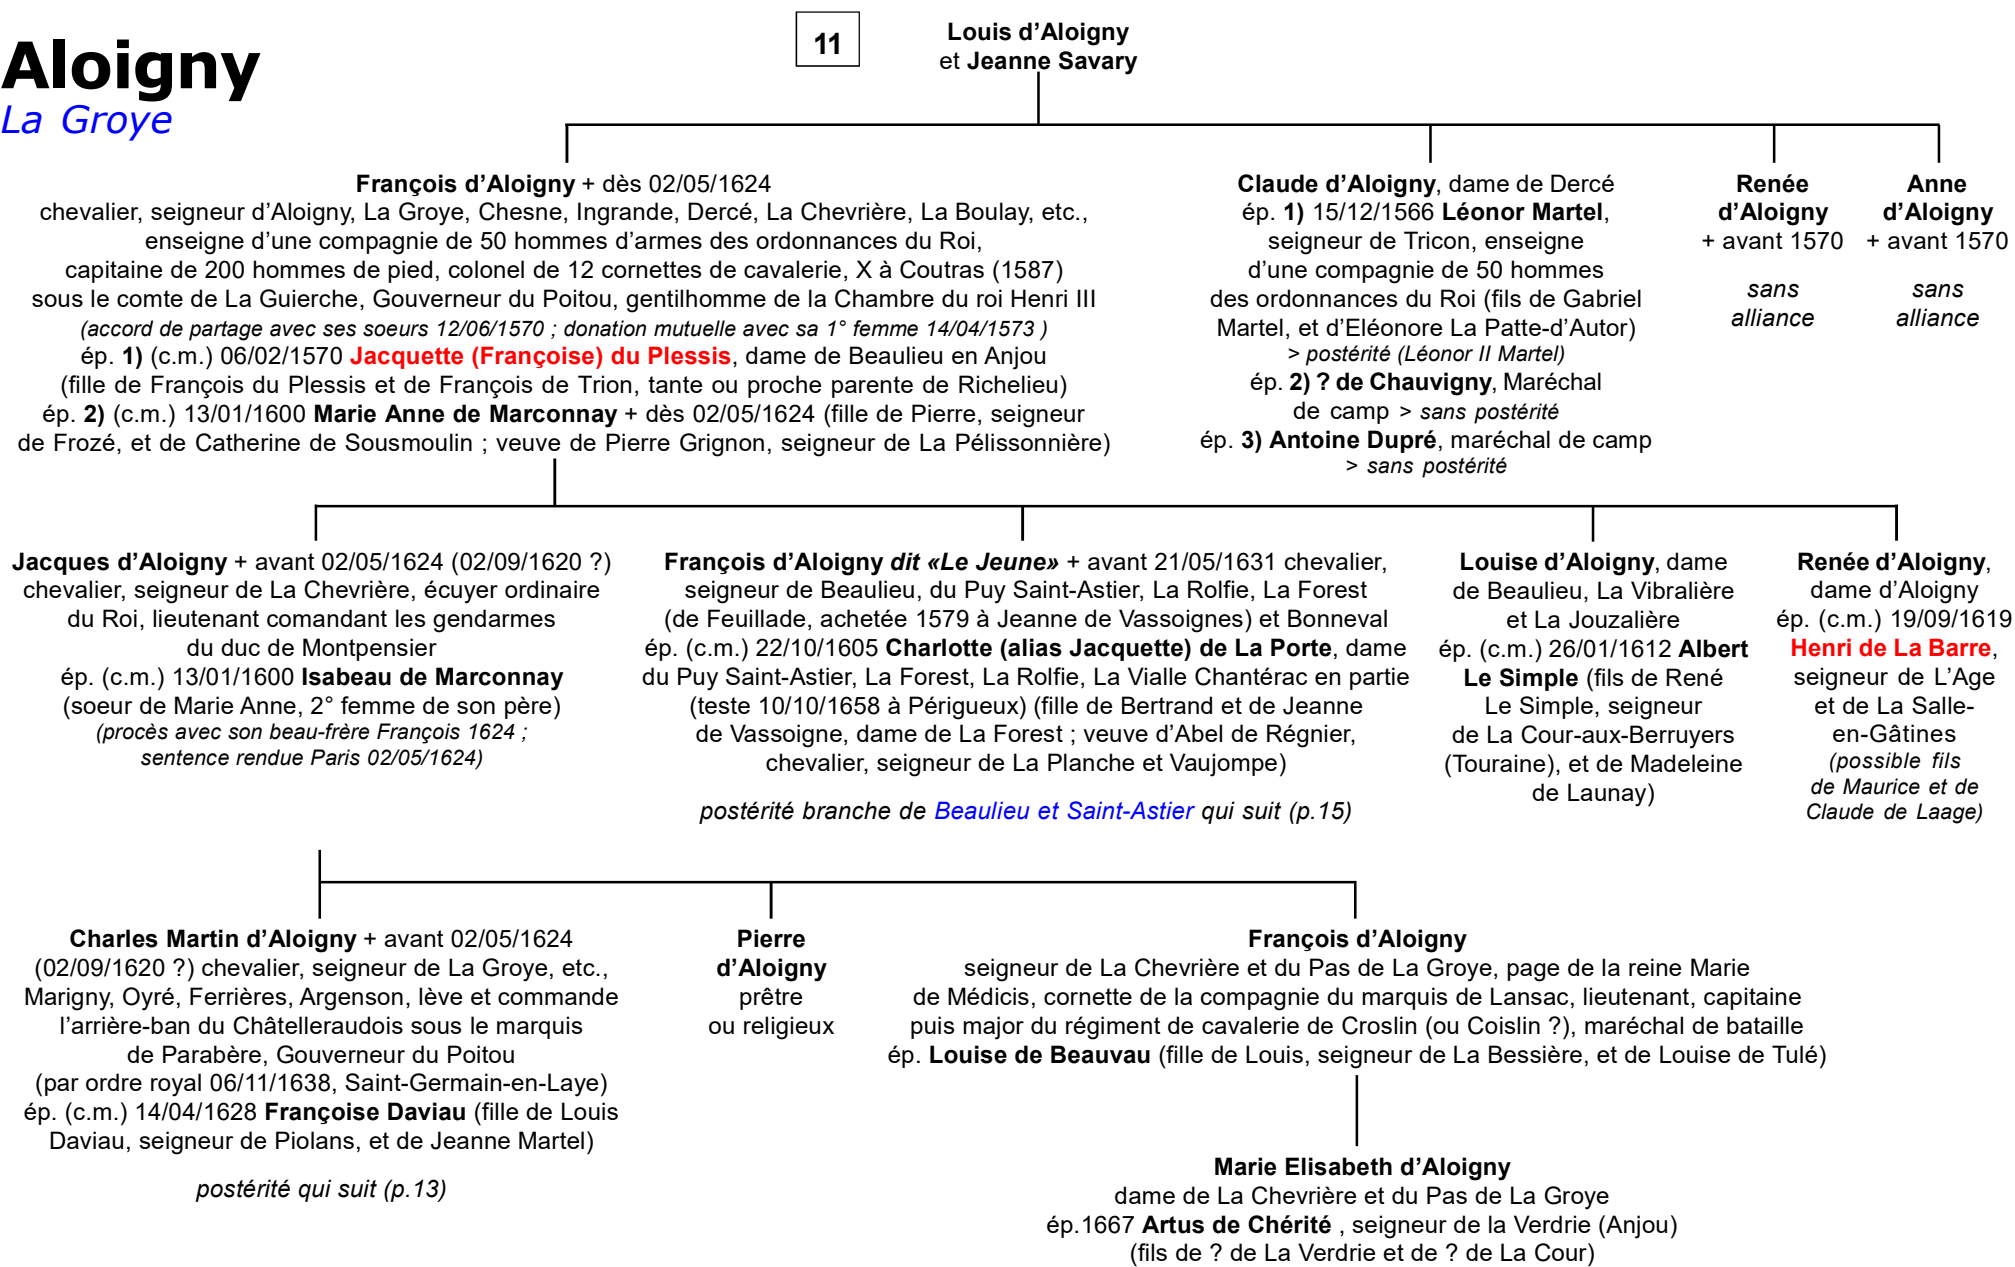 Aloigny
La Groye
11
Louis d’Aloigny
et Jeanne Savary
François d’Aloigny + dès 02/05/1624
chevalier, seigneur d’Aloigny, La Groye, Chesne, Ingrande, Dercé, La Chevrière, La Boulay, etc.,
enseigne d’une compagnie de 50 hommes d’armes des ordonnances du Roi,
capitaine de 200 hommes de pied, colonel de 12 cornettes de cavalerie, X à Coutras (1587)
sous le comte de La Guierche, Gouverneur du Poitou, gentilhomme de la Chambre du roi Henri III
(accord de partage avec ses soeurs 12/06/1570 ; donation mutuelle avec sa 1° femme 14/04/1573 )
ép. 1) (c.m.) 06/02/1570 Jacquette (Françoise) du Plessis, dame de Beaulieu en Anjou
(fille de François du Plessis et de François de Trion, tante ou proche parente de Richelieu)
ép. 2) (c.m.) 13/01/1600 Marie Anne de Marconnay + dès 02/05/1624 (fille de Pierre, seigneur
de Frozé, et de Catherine de Sousmoulin ; veuve de Pierre Grignon, seigneur de La Pélissonnière)
Claude d’Aloigny, dame de Dercé
ép. 1) 15/12/1566 Léonor Martel,
seigneur de Tricon, enseigne
d’une compagnie de 50 hommes
des ordonnances du Roi (fils de Gabriel
Martel, et d’Eléonore La Patte-d’Autor)
> postérité (Léonor II Martel)
ép. 2) ? de Chauvigny, Maréchal
de camp > sans postérité
ép. 3) Antoine Dupré, maréchal de camp
> sans postérité
Renée
d’Aloigny
+ avant 1570
sans
alliance
Anne
d’Aloigny
+ avant 1570
sans
alliance
Jacques d’Aloigny + avant 02/05/1624 (02/09/1620 ?)
chevalier, seigneur de La Chevrière, écuyer ordinaire
du Roi, lieutenant comandant les gendarmes
du duc de Montpensier
ép. (c.m.) 13/01/1600 Isabeau de Marconnay
(soeur de Marie Anne, 2° femme de son père)
(procès avec son beau-frère François 1624 ;
sentence rendue Paris 02/05/1624)
François d’Aloigny dit «Le Jeune» + avant 21/05/1631 chevalier,
seigneur de Beaulieu, du Puy Saint-Astier, La Rolfie, La Forest
(de Feuillade, achetée 1579 à Jeanne de Vassoignes) et Bonneval
ép. (c.m.) 22/10/1605 Charlotte (alias Jacquette) de La Porte, dame
du Puy Saint-Astier, La Forest, La Rolfie, La Vialle Chantérac en partie
(teste 10/10/1658 à Périgueux) (fille de Bertrand et de Jeanne
de Vassoigne, dame de La Forest ; veuve d’Abel de Régnier,
chevalier, seigneur de La Planche et Vaujompe)
postérité branche de Beaulieu et Saint-Astier qui suit (p.15)
Louise d’Aloigny, dame
de Beaulieu, La Vibralière
et La Jouzalière
ép. (c.m.) 26/01/1612 Albert
Le Simple (fils de René
Le Simple, seigneur
de La Cour-aux-Berruyers
(Touraine), et de Madeleine
de Launay)
Renée d’Aloigny,
dame d’Aloigny
ép. (c.m.) 19/09/1619
Henri de La Barre,
seigneur de L’Age
et de La Salle-
en-Gâtines
(possible fils
de Maurice et de
Claude de Laage)
Charles Martin d’Aloigny + avant 02/05/1624
(02/09/1620 ?) chevalier, seigneur de La Groye, etc.,
Marigny, Oyré, Ferrières, Argenson, lève et commande
l’arrière-ban du Châtelleraudois sous le marquis
de Parabère, Gouverneur du Poitou
(par ordre royal 06/11/1638, Saint-Germain-en-Laye)
ép. (c.m.) 14/04/1628 Françoise Daviau (fille de Louis
Daviau, seigneur de Piolans, et de Jeanne Martel)
postérité qui suit (p.13)
Pierre
d’Aloigny
prêtre
ou religieux
François d’Aloigny
seigneur de La Chevrière et du Pas de La Groye, page de la reine Marie
de Médicis, cornette de la compagnie du marquis de Lansac, lieutenant, capitaine
puis major du régiment de cavalerie de Croslin (ou Coislin ?), maréchal de bataille
ép. Louise de Beauvau (fille de Louis, seigneur de La Bessière, et de Louise de Tulé)
Marie Elisabeth d’Aloigny
dame de La Chevrière et du Pas de La Groye
ép.1667 Artus de Chérité , seigneur de la Verdrie (Anjou)
(fils de ? de La Verdrie et de ? de La Cour)